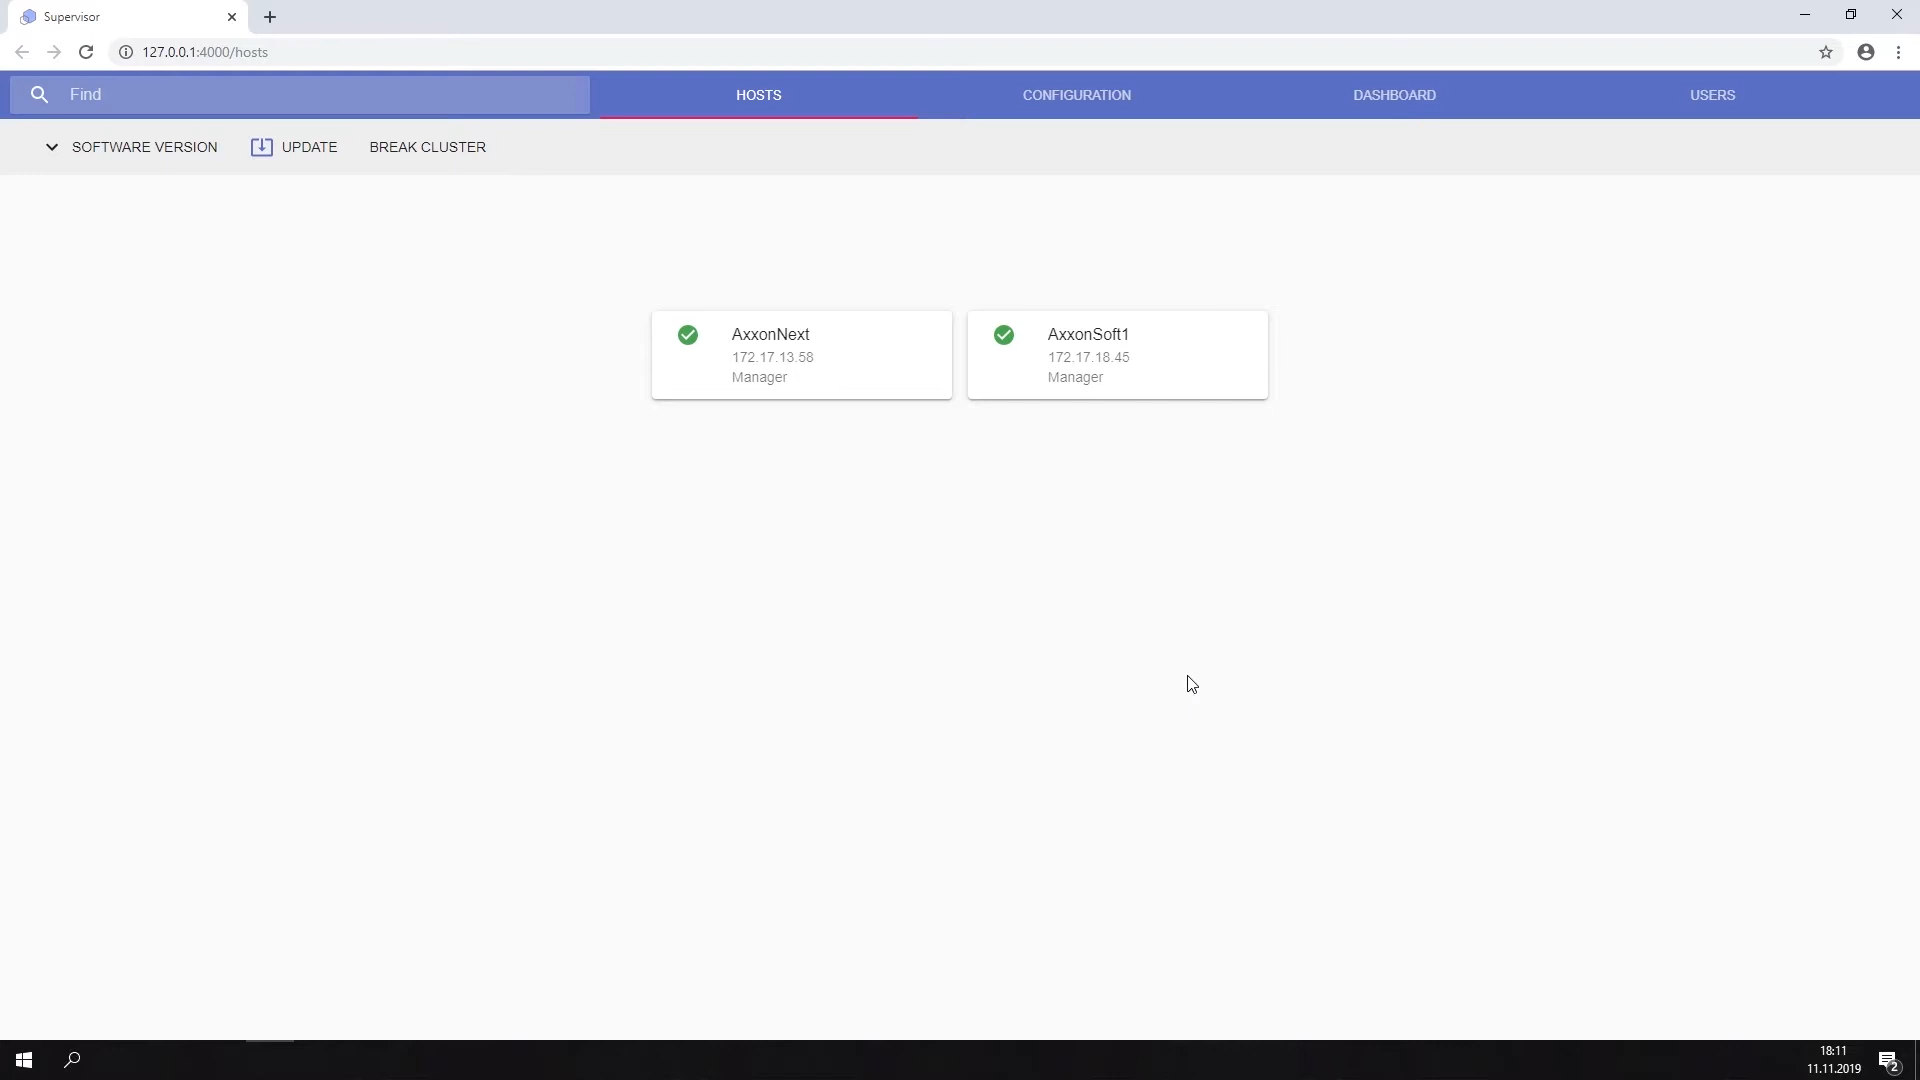 Supervisor
127.0.0.1:4000/hosts
Find
HOSTS
CONFIGURATION
DASHBOARD
USERS
SOFTWARE VERSION
UPDATE
BREAK CLUSTER
AxxonNext
172.17.13.58
Manager
AxxonSoft1
172.17.18.45
Manager
18:11
11.11.2019
2